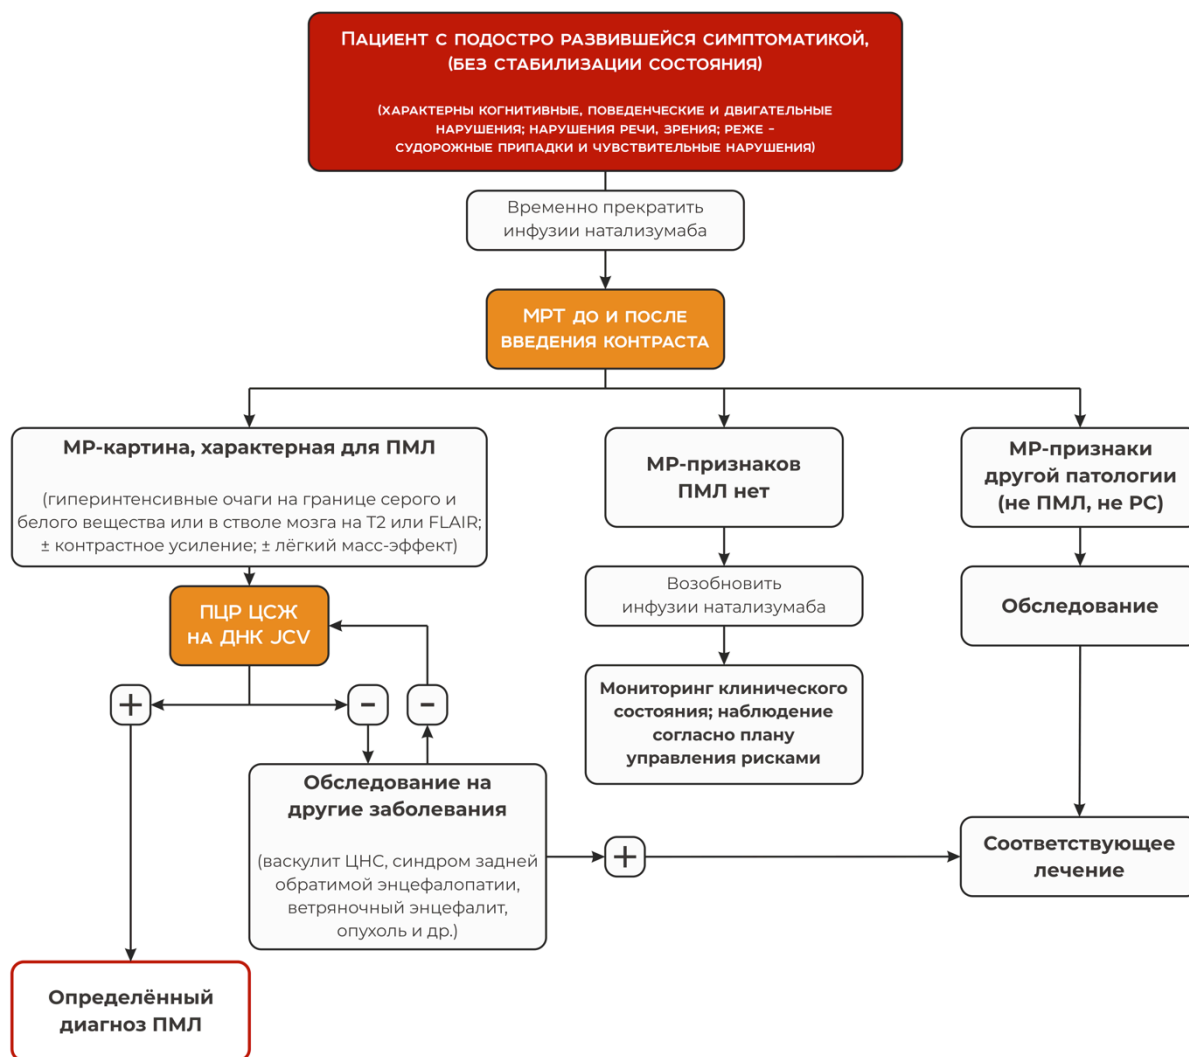 Пациент с подостро развившейся симптоматикой,
(без стабилизации состояния)
(характерны когнитивные, поведенческие и двигательные
нарушения; нарушения речи, зрения; реже –
судорожные припадки и чувствительные нарушения)
Временно прекратить
инфузии натализумаба
МРТ до и после
введения контраста
МР-картина, характерная для ПМЛ
(гиперинтенсивные очаги на границе серого и
белого вещества или в стволе мозга на Т2 или FLAIR;
± контрастное усиление; ± лёгкий масс-эффект)
МР-признаков
ПМЛ нет
МР-признаки
другой патологии
(не ПМЛ, не РС)
ПЦР ЦСЖ
на ДНК JCV
Возобновить
инфузии натализумаба
Обследование
+
-
-
Мониторинг клинического
состояния; наблюдение
согласно плану
управления рисками
Обследование на
другие заболевания
(васкулит ЦНС, синдром задней
обратимой энцефалопатии,
ветряночный энцефалит,
опухоль и др.)
+
Соответствующее
лечение
Определённый
диагноз ПМЛ